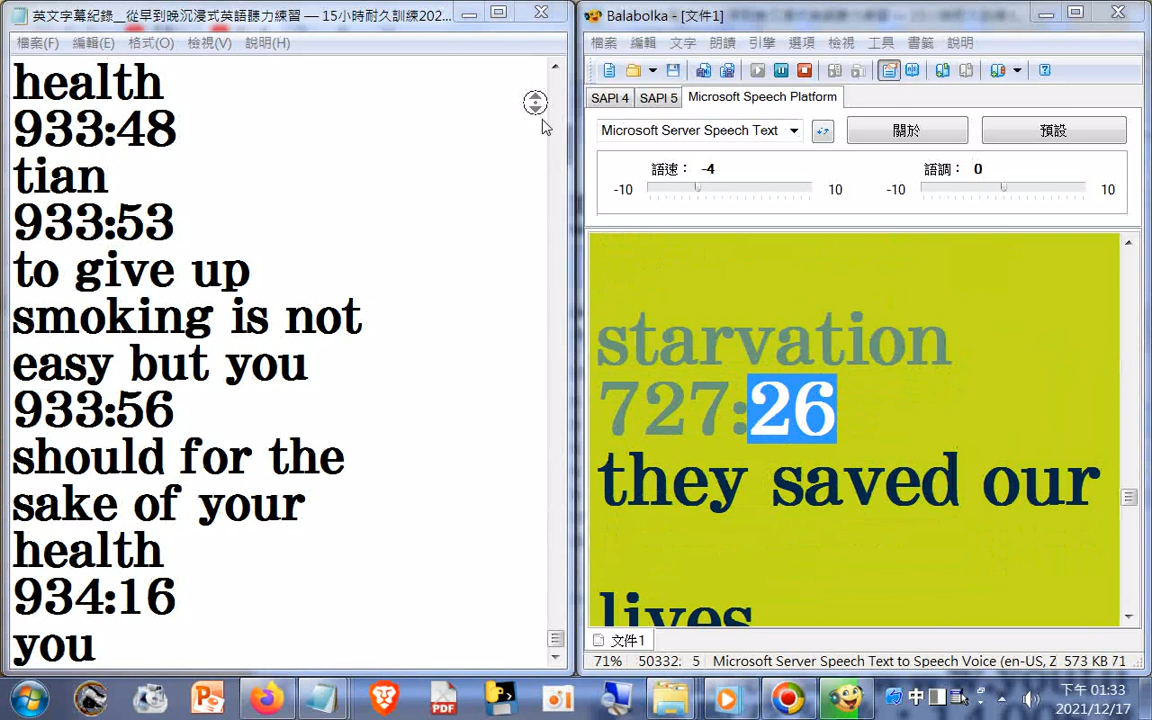 英文字幕紀錄__從早到晚沉浸式英語聽力練習 — 15小時耐久訓練202...
檔案(F) 編輯(E) 格式(O) 檢視(V) 說明(H)
health
933:48
tian
933:53
to give up
smoking is not
easy but you
933:56
should for the
sake of your
health
934:16
you
Balabolka - [文件1]
檔案 編輯 文字 朗讀 引擎 選項 檢視 工具 書籤 說明
SAPI 4 SAPI 5 Microsoft Speech Platform
Microsoft Server Speech Text 關於 預設
語速： -4 語調： 0
-10 10 -10 10
starvation
727:26
they saved our
lives
文件1
71% 50332: 5 Microsoft Server Speech Text to Speech Voice (en-US, Z 573 KB 71
PDF 中 下午 01:33
2021/12/17